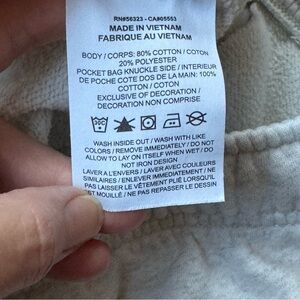 RN#56323 - CA#05553
MADE IN VIETNAM
FABRIQUE AU VIETNAM
BODY / CORPS: 80% COTTON / COTON
20% POLYESTER
POCKET BAG KNUCKLE SIDE / INTERIEUR
DE POCHE COTE DOS DE LA MAIN: 100%
COTTON / COTON
EXCLUSIVE OF DECORATION /
DECORATION NON COMPRISE
WASH INSIDE OUT / WASH WITH LIKE
COLORS / REMOVE IMMEDIATELY / DO NOT
ALLOW TO LAY ON ITSELF WHEN WET / DO
NOT IRON DESIGN
LAVER A L'ENVERS / LAVER AVEC COULEURS
SIMILAIRES / ENLEVER IMMEDIATEMENT / NE
PAS LAISSER LE VÊTEMENT PLIÉ LORSQU'IL
EST MOUILLÉ / NE PAS REPASSER LE DESSIN